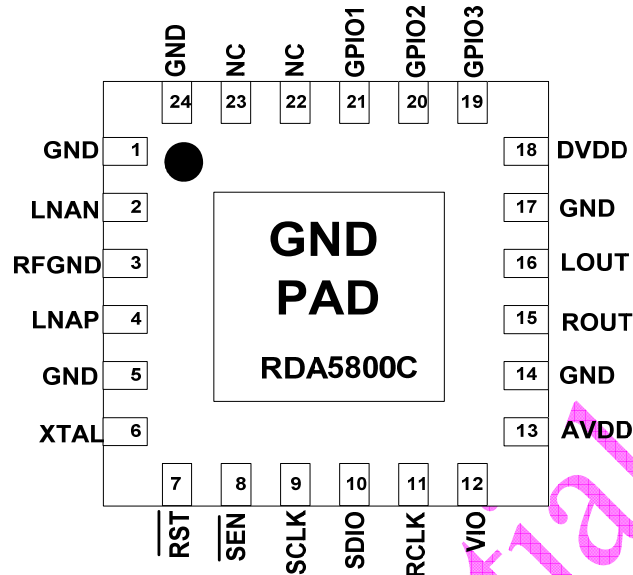 GND NC NC GPIO1 GPIO2 GPIO3
24 23 22 21 20 19
GND 1 18 DVDD
LNAN 2 17 GND
RFGND 3 16 LOUT
LNAP 4 15 ROUT
GND 5 14 GND
XTAL 6 13 AVDD
GND
PAD
RDA5800C
7 8 9 10 11 12
RST SEN SCLK SDIO RCLK VIO